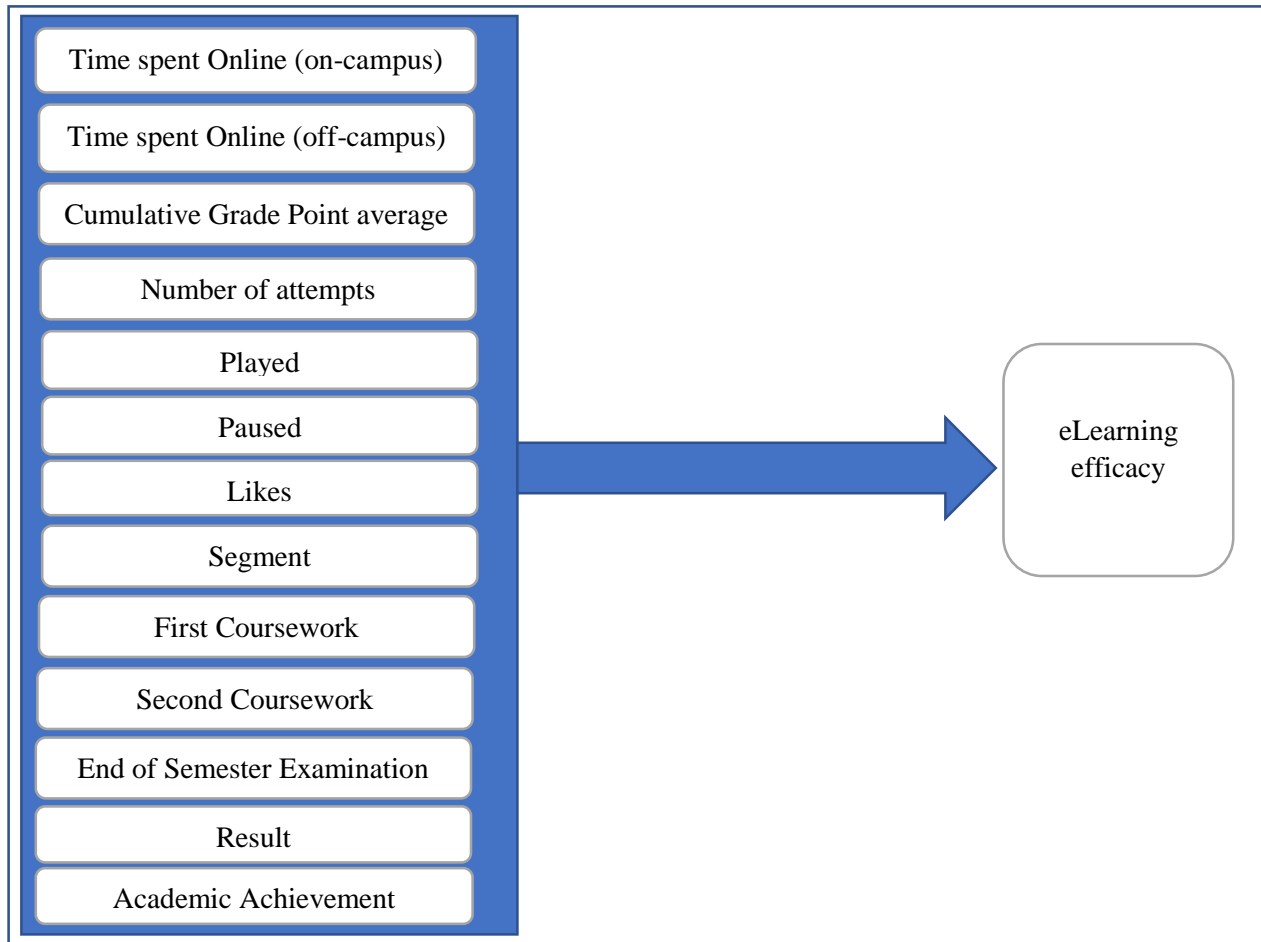 Time spent Online (on-campus)
Time spent Online (off-campus)
Cumulative Grade Point average
Number of attempts
Played
Paused
Likes
Segment
First Coursework
Second Coursework
End of Semester Examination
Result
Academic Achievement
eLearning
efficacy